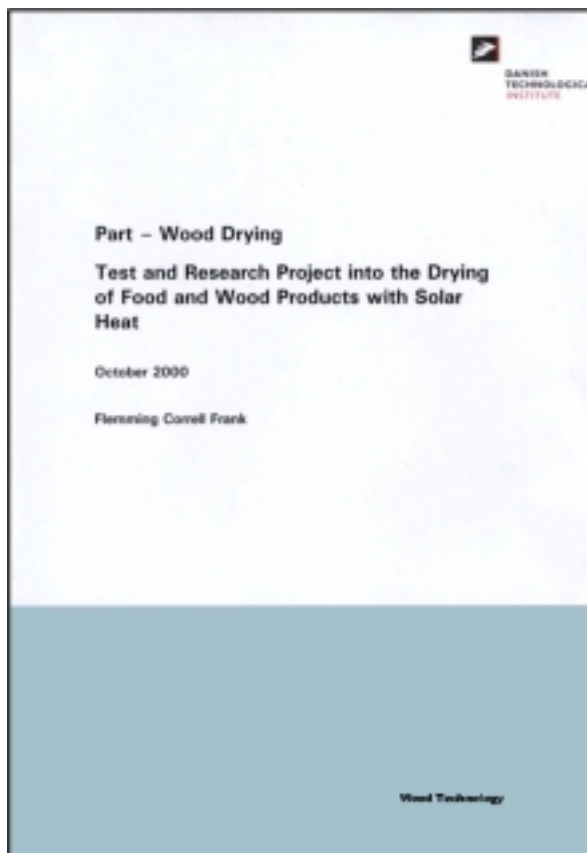 DANISH
TECHNOLOGICAL
INSTITUTE
Part – Wood Drying
Test and Research Project into the Drying
of Food and Wood Products with Solar
Heat
October 2000
Flemming Correll Frank
Wood Technology